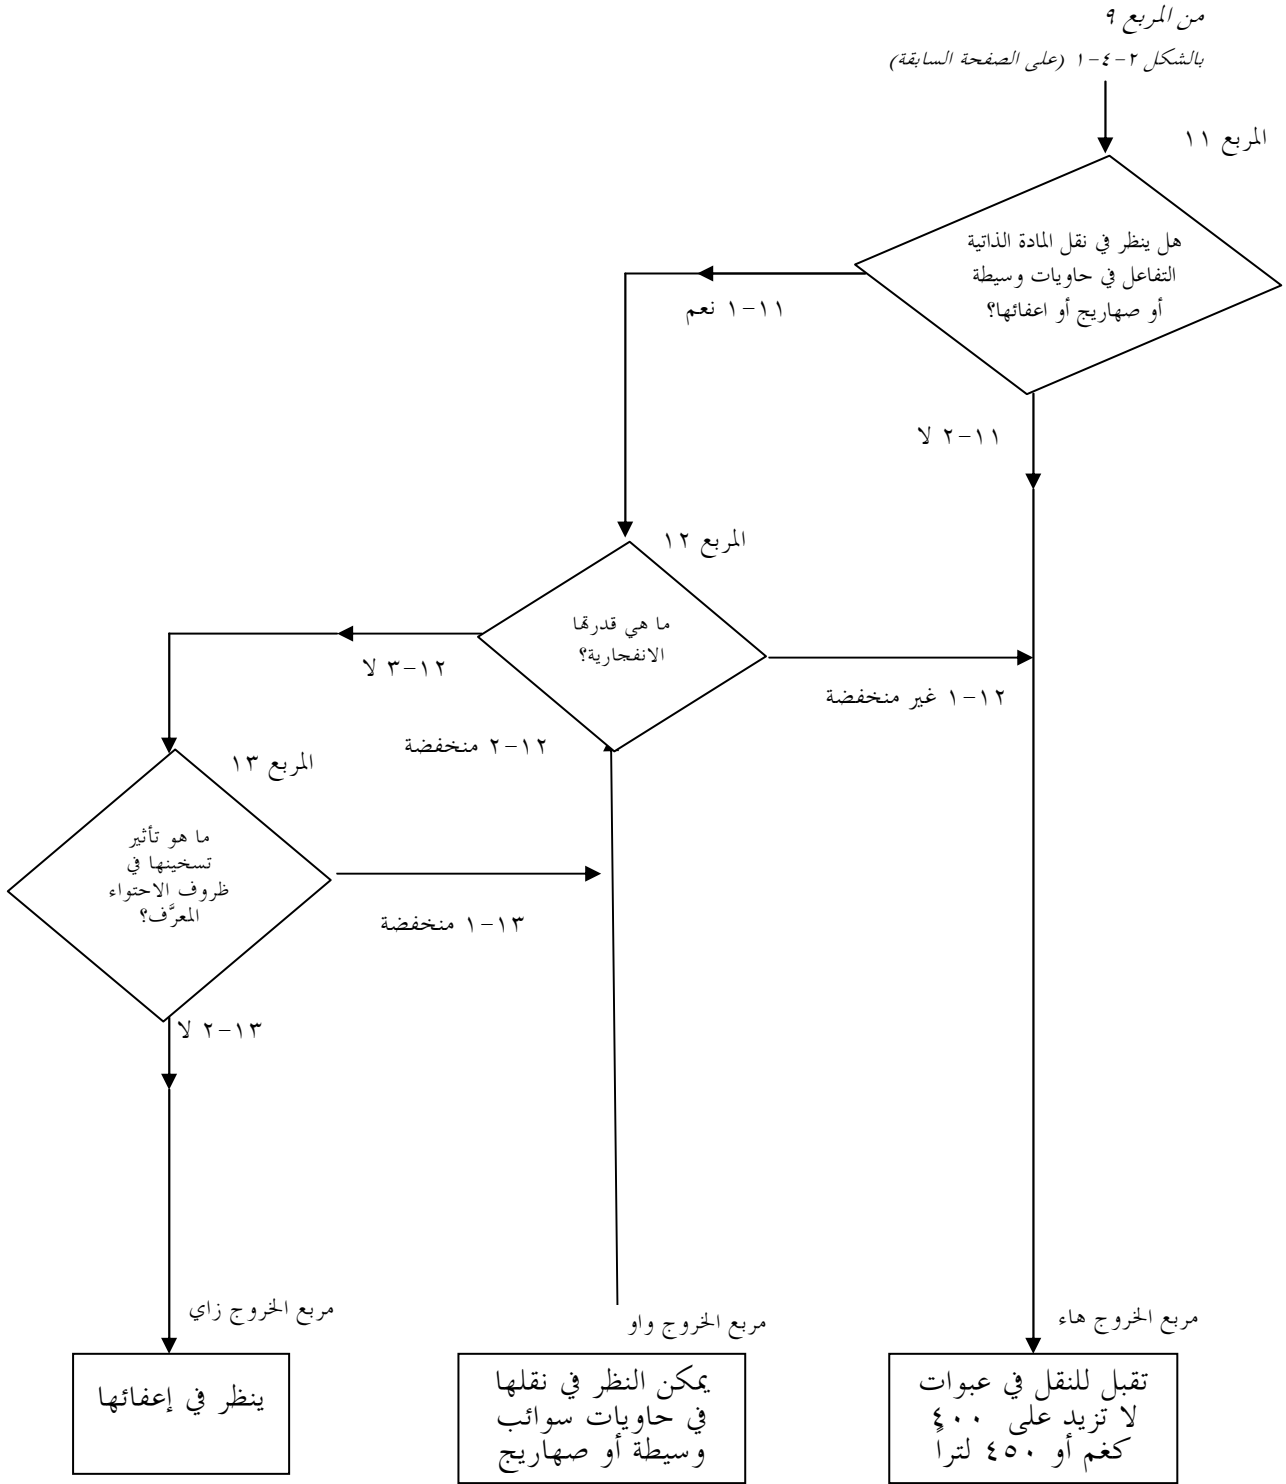 من المربع ٩
بالشكل ٢-٤-١ (على الصفحة السابقة)
المربع ١١
هل ينظر في نقل المادة الذاتية
التفاعل في حاويات وسيطة
أو صهاريج أو اعفائها؟
١١-١ نعم
١١-٢ لا
المربع ١٢
ما هي قدرتها
الانفجارية؟
١٢-٣ لا
١٢-١ غير منخفضة
١٢-٢ منخفضة
المربع ١٣
ما هو تأثير
تسخينها في
ظروف الاحتواء
المعرَّف؟
١٣-١ منخفضة
١٣-٢ لا
مربع الخروج هاء
تقبل للنقل في عبوات
لا تزيد على ٤٠٠
كغم أو ٤٥٠ لتراً
مربع الخروج واو
يمكن النظر في نقلها
في حاويات سوائب
وسيطة أو صهاريج
مربع الخروج زاي
ينظر في إعفائها